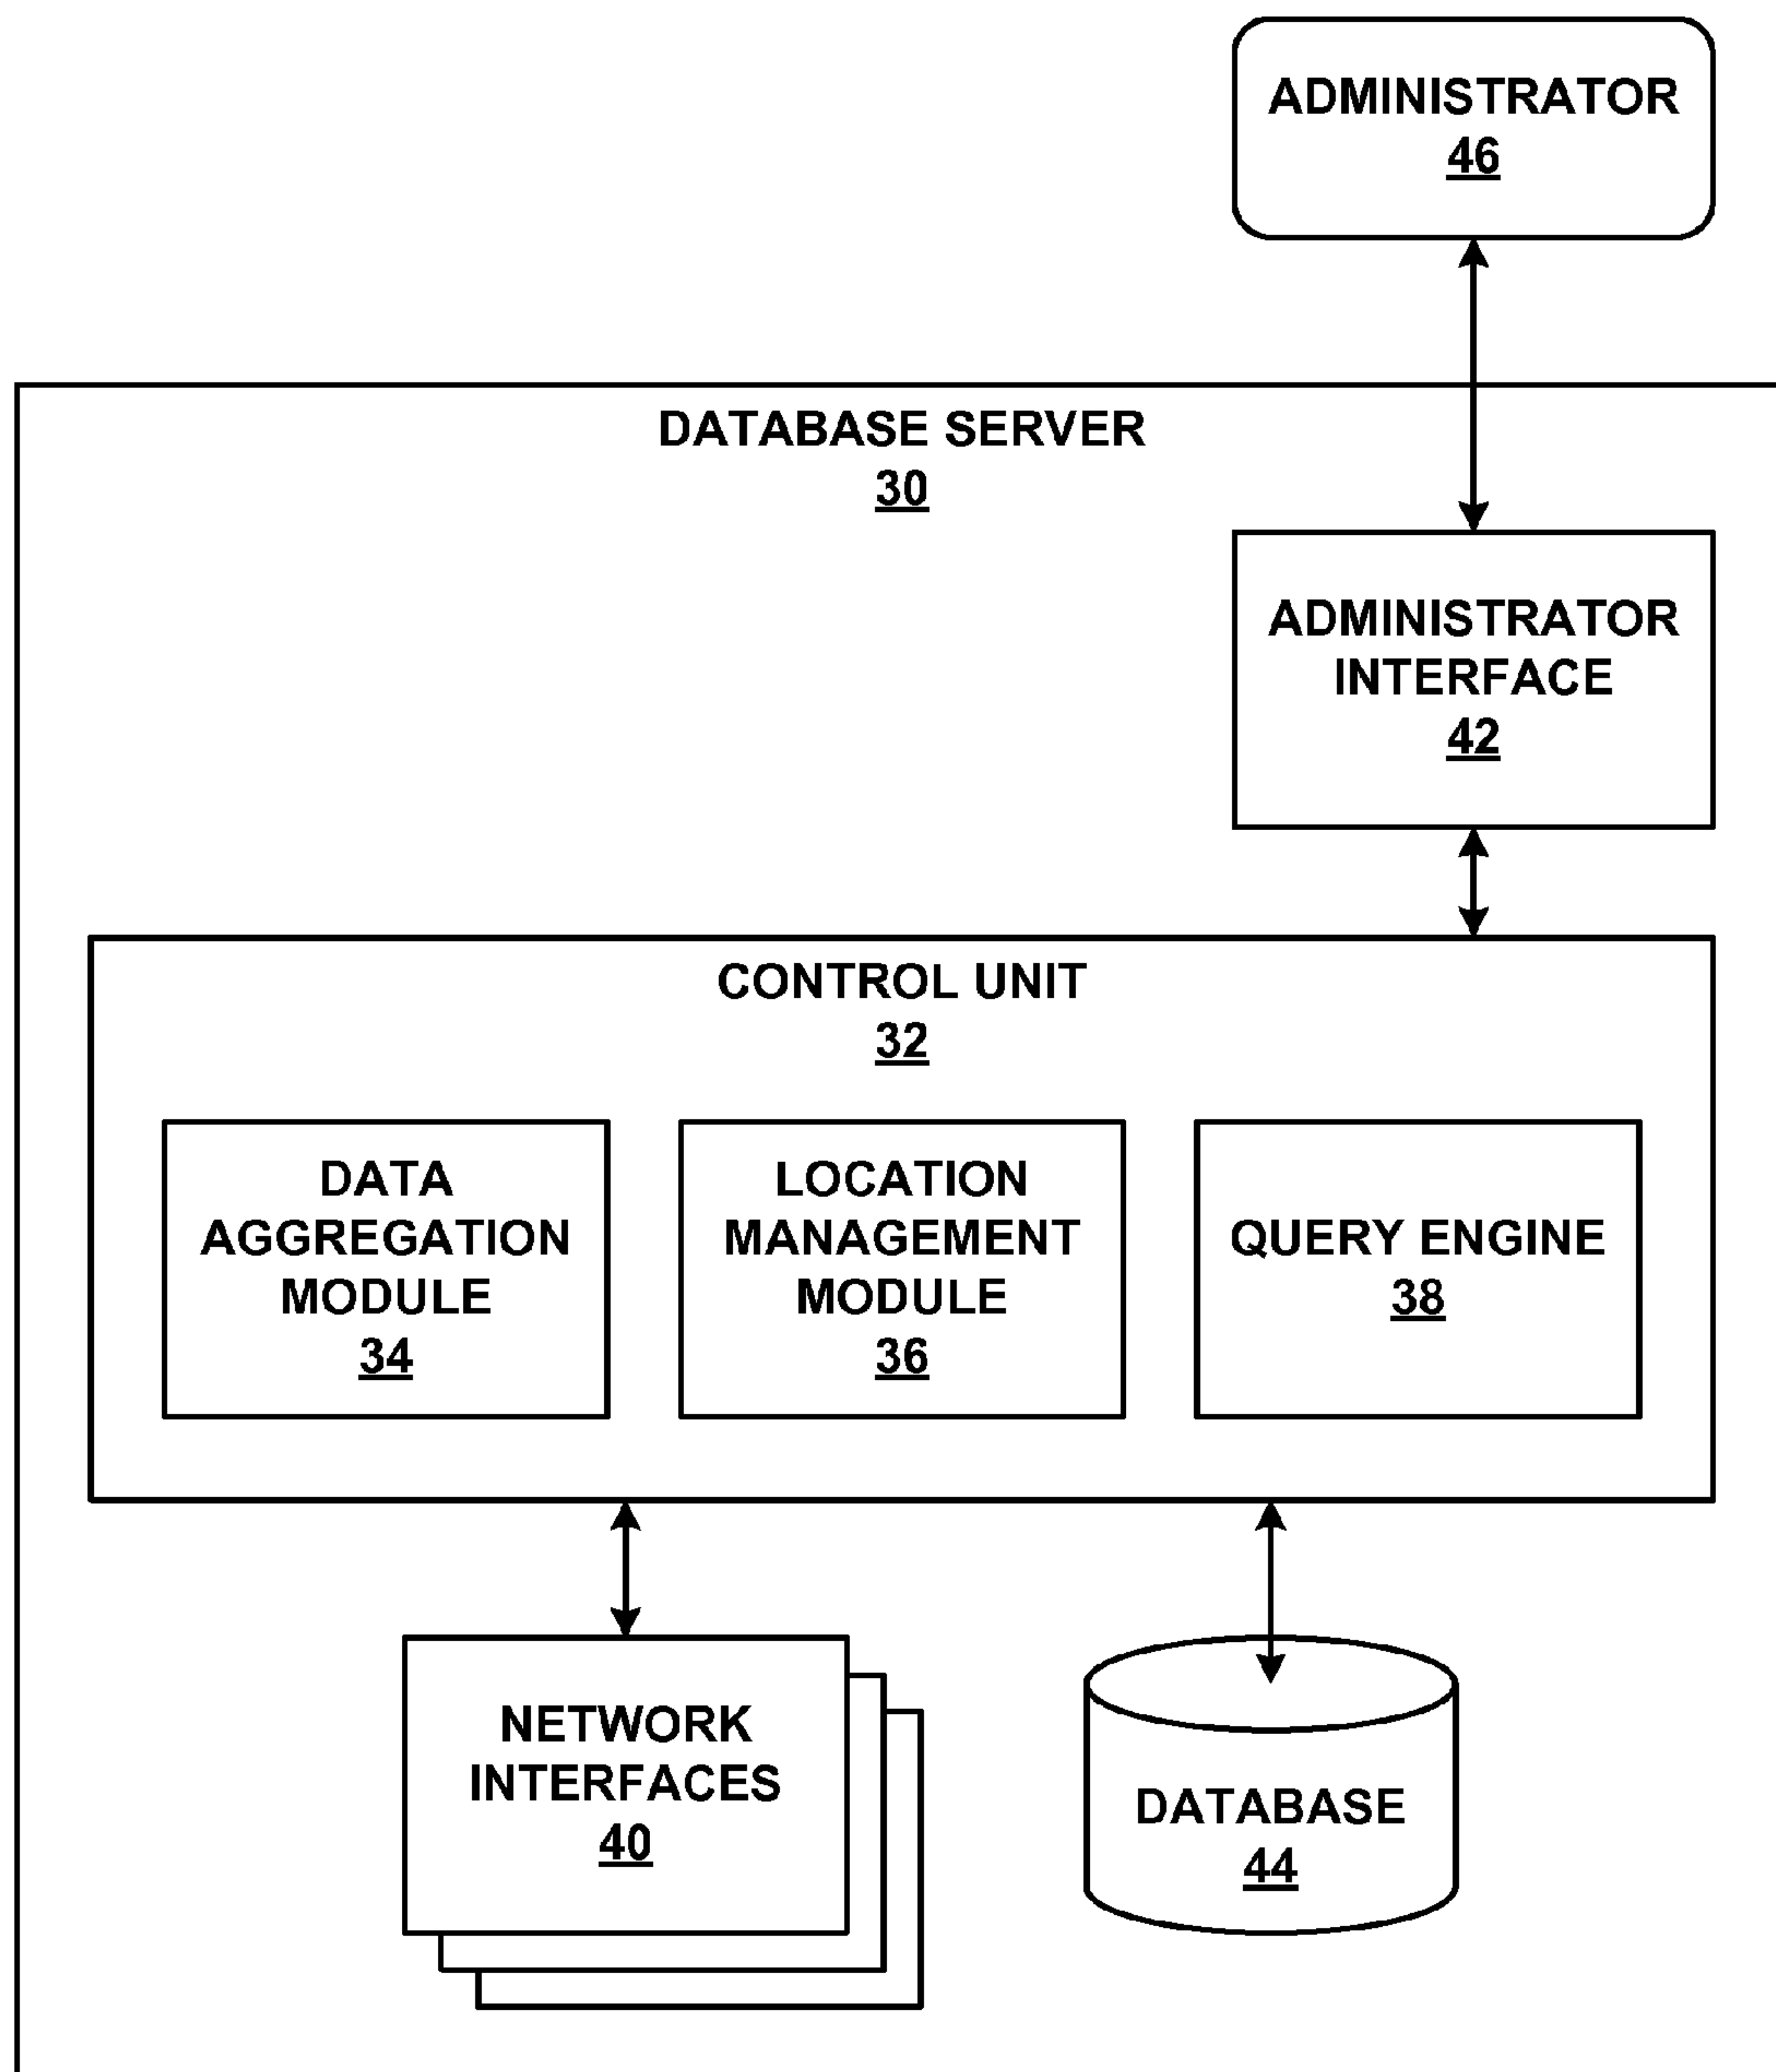 ADMINISTRATOR
46
DATABASE SERVER
30
ADMINISTRATOR
INTERFACE
42
CONTROL UNIT
32
DATA
AGGREGATION
MODULE
34
LOCATION
MANAGEMENT
MODULE
36
QUERY ENGINE
38
NETWORK
INTERFACES
40
DATABASE
44